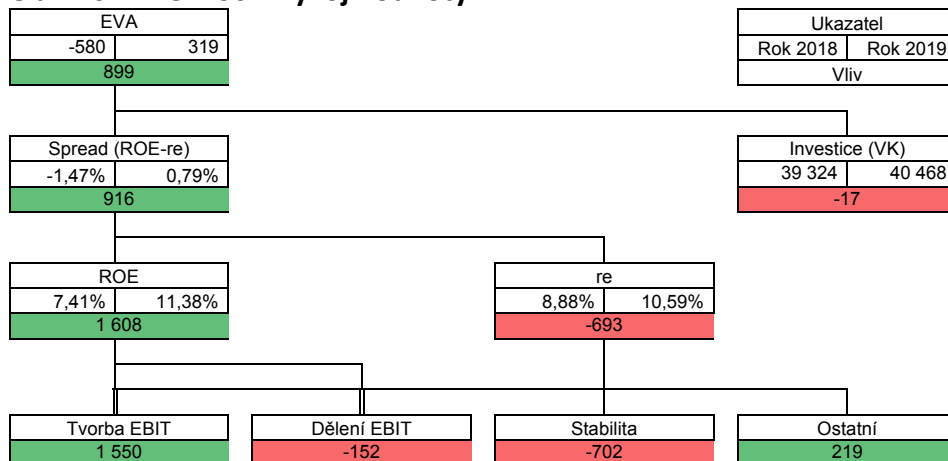 EVA
-580 319
899
Ukazatel
Rok 2018 Rok 2019
Vliv
Spread (ROE-re)
-1,47% 0,79%
916
Investice (VK)
39 324 40 468
-17
ROE
7,41% 11,38%
1 608
re
8,88% 10,59%
-693
Tvorba EBIT
1 550
Dělení EBIT
-152
Stabilita
-702
Ostatní
219